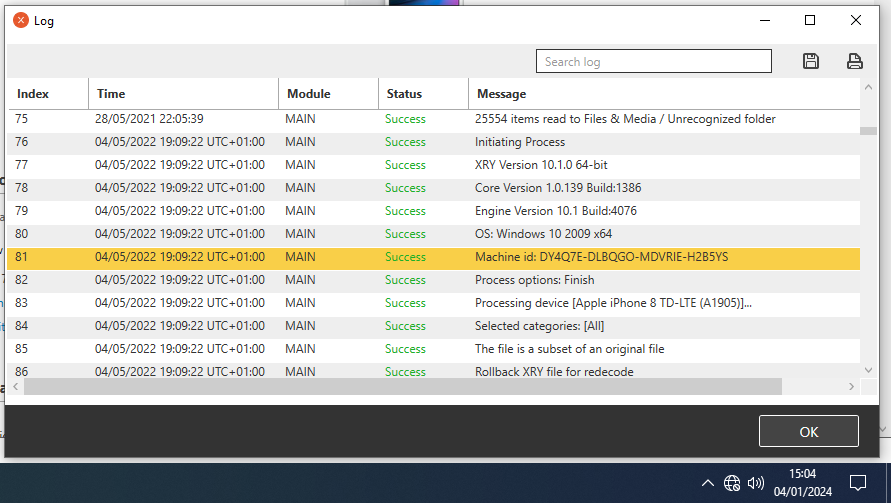 Log
Search log
Index Time Module Status Message
75 28/05/2021 22:05:39 MAIN Success 25554 items read to Files & Media / Unrecognized folder
76 04/05/2022 19:09:22 UTC+01:00 MAIN Success Initiating Process
77 04/05/2022 19:09:22 UTC+01:00 MAIN Success XRY Version 10.1.0 64-bit
78 04/05/2022 19:09:22 UTC+01:00 MAIN Success Core Version 1.0.139 Build:1386
79 04/05/2022 19:09:22 UTC+01:00 MAIN Success Engine Version 10.1 Build:4076
80 04/05/2022 19:09:22 UTC+01:00 MAIN Success OS: Windows 10 2009 x64
81 04/05/2022 19:09:22 UTC+01:00 MAIN Success Machine id: DY4Q7E-DLBQGO-MDVRIE-H2B5YS
82 04/05/2022 19:09:22 UTC+01:00 MAIN Success Process options: Finish
83 04/05/2022 19:09:22 UTC+01:00 MAIN Success Processing device [Apple iPhone 8 TD-LTE (A1905)]...
84 04/05/2022 19:09:22 UTC+01:00 MAIN Success Selected categories: [All]
85 04/05/2022 19:09:22 UTC+01:00 MAIN Success The file is a subset of an original file
86 04/05/2022 19:09:22 UTC+01:00 MAIN Success Rollback XRY file for redecode
OK
15:04
04/01/2024